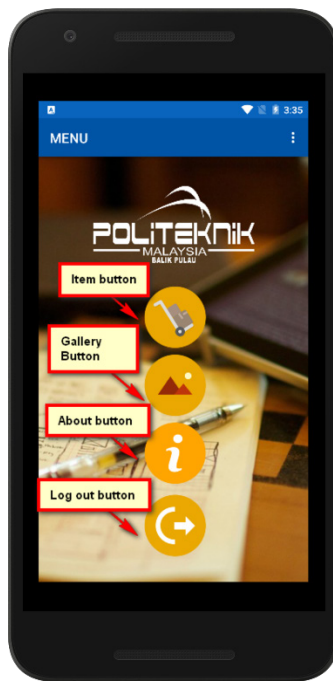 3:35
MENU
POLITEKNIK
MALAYSIA
BALIK PULAU
Item button
Gallery
Button
About button
Log out button